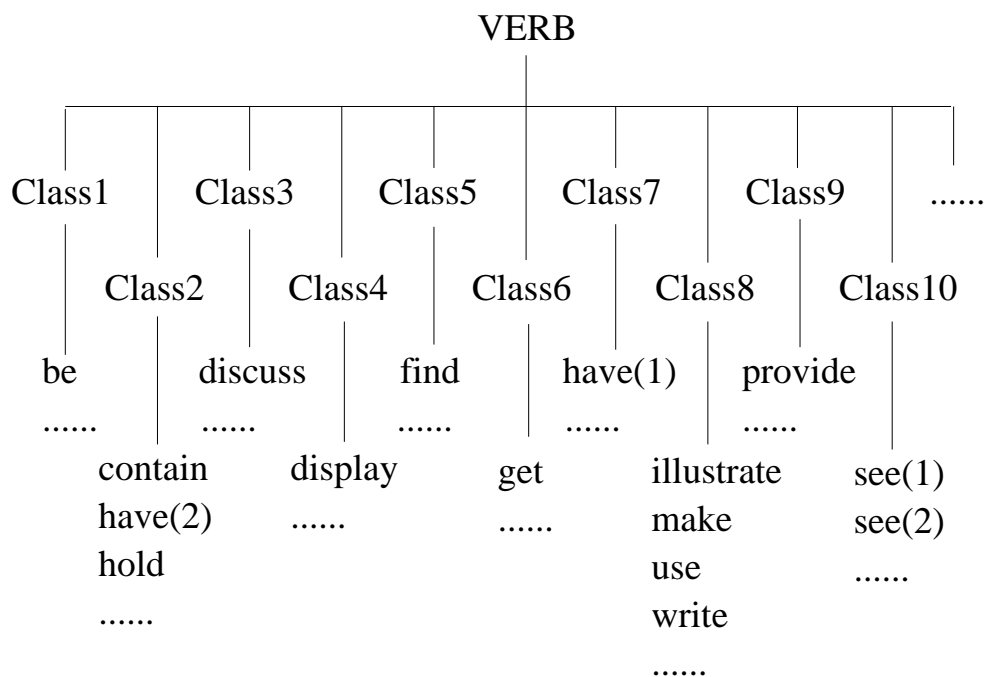 VERB
Class1 Class3 Class5 Class7 Class9 ......
Class2 Class4 Class6 Class8 Class10
be discuss find have(1) provide
...... ...... ...... ...... ......
contain display get illustrate see(1)
have(2) ...... ...... make see(2)
hold use ......
...... write
......